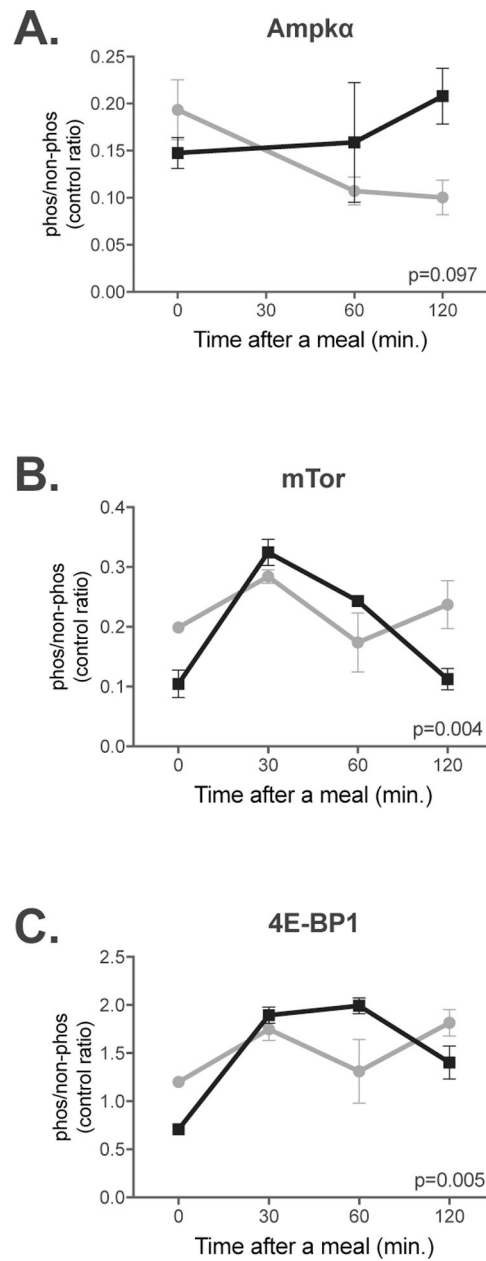 A.
Ampkα
phos/non-phos
(control ratio)
0.25
0.20
0.15
0.10
0.05
0.00
p=0.097
0 30 60 120
Time after a meal (min.)
B.
mTor
phos/non-phos
(control ratio)
0.4
0.3
0.2
0.1
0.0
p=0.004
0 30 60 120
Time after a meal (min.)
C.
4E-BP1
phos/non-phos
(control ratio)
2.5
2.0
1.5
1.0
0.5
0.0
p=0.005
0 30 60 120
Time after a meal (min.)